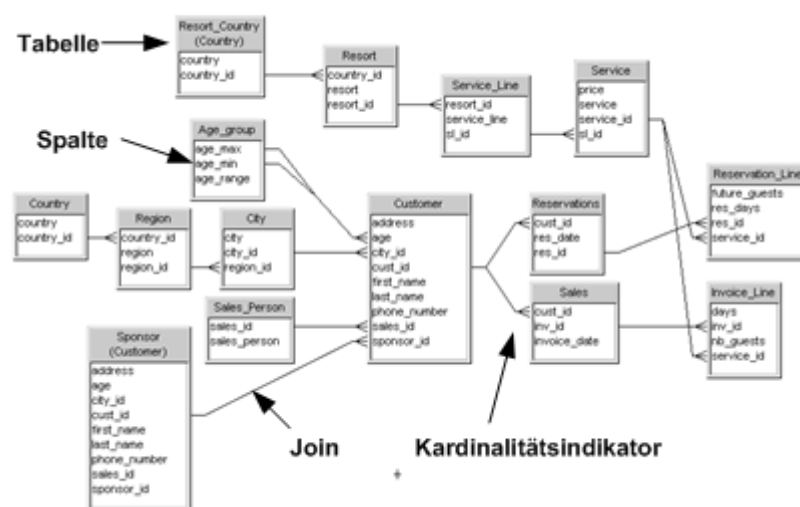 Tabelle
Resort_Country
(Country)
country
country_id
Resort
country_id
resort
resort_id
Service_Line
resort_id
service_line
sl_id
Service
price
service
service_id
sl_id
Spalte
Age_group
age_max
age_min
age_range
Country
country
country_id
Region
country_id
region
region_id
City
city
city_id
region_id
Customer
address
age
city_id
cust_id
first_name
last_name
phone_number
sales_id
sponsor_id
Reservations
cust_id
res_date
res_id
Reservation_Line
future_guests
res_days
res_id
service_id
Sales_Person
sales_id
sales_person
Sales
cust_id
inv_id
invoice_date
Invoice_Line
days
inv_id
nb_guests
service_id
Sponsor
(Customer)
address
age
city_id
cust_id
first_name
last_name
phone_number
sales_id
sponsor_id
Join
Kardinalitätsindikator
+